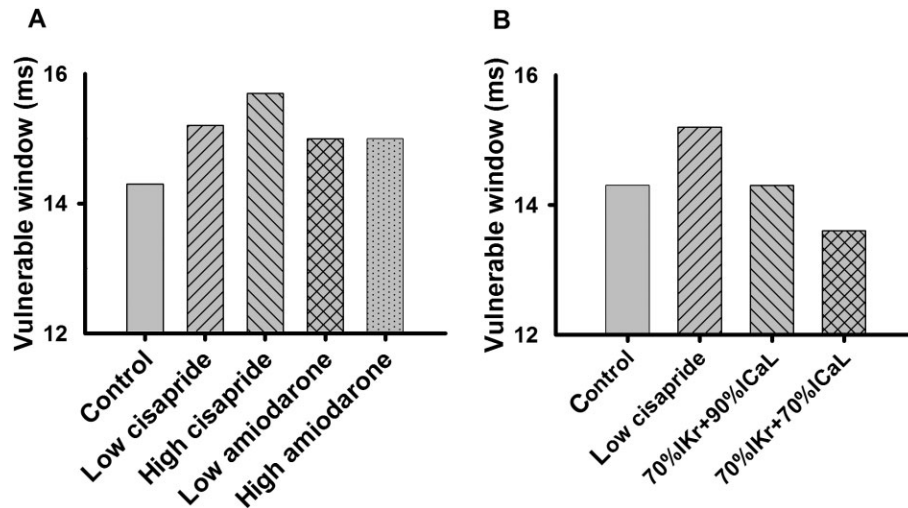 A
Vulnerable window (ms)
16
14
12
Control
Low cisapride
High cisapride
Low amiodarone
High amiodarone
B
Vulnerable window (ms)
16
14
12
Control
Low cisapride
70%IKr+90%ICaL
70%IKr+70%ICaL